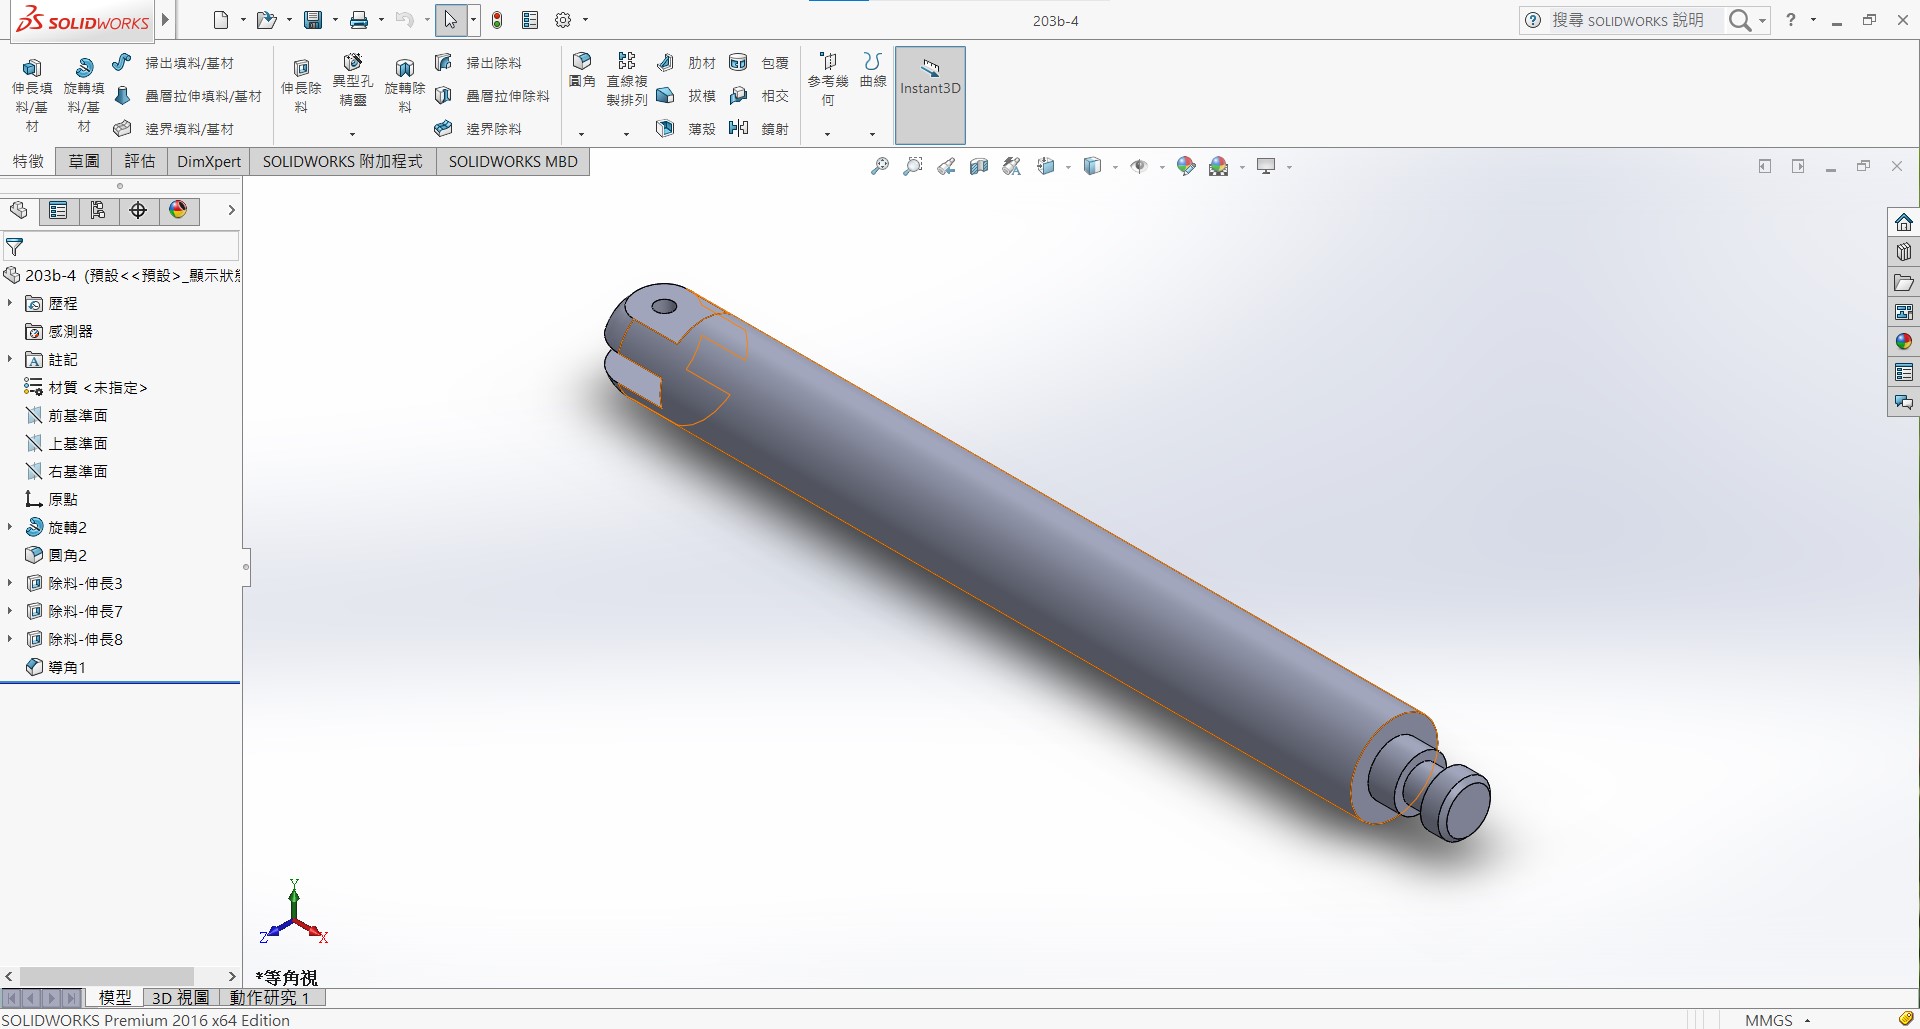 SOLIDWORKS
203b-4
搜尋 SOLIDWORKS 說明
?
伸長填料/基材
旋轉填料/基材
掃出填料/基材
疊層拉伸填料/基材
邊界填料/基材
伸長除料
異型孔精靈
旋轉除料
掃出除料
疊層拉伸除料
邊界除料
圓角
直線複製排列
肋材
拔模
薄殼
包覆
相交
鏡射
參考幾何
曲線
Instant3D
特徵
草圖
評估
DimXpert
SOLIDWORKS 附加程式
SOLIDWORKS MBD
203b-4 (預設<<預設>_顯示狀
歷程
感測器
註記
材質 <未指定>
前基準面
上基準面
右基準面
原點
旋轉2
圓角2
除料-伸長3
除料-伸長7
除料-伸長8
導角1
Y
Z
X
*等角視
模型
3D 視圖
動作研究 1
SOLIDWORKS Premium 2016 x64 Edition
MMGS